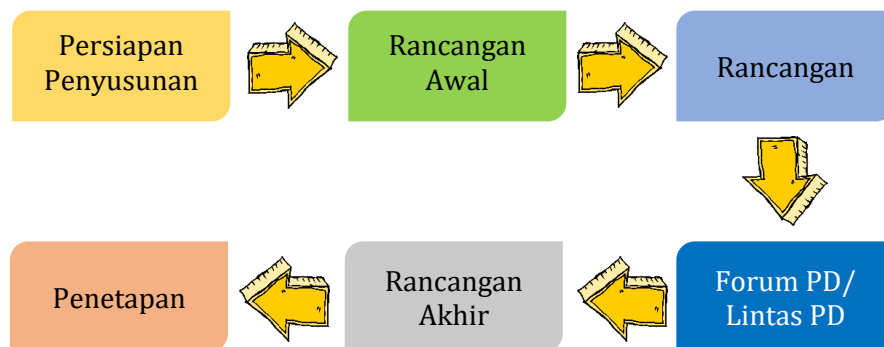 Persiapan
Penyusunan
Rancangan
Awal
Rancangan
Forum PD/
Lintas PD
Rancangan
Akhir
Penetapan